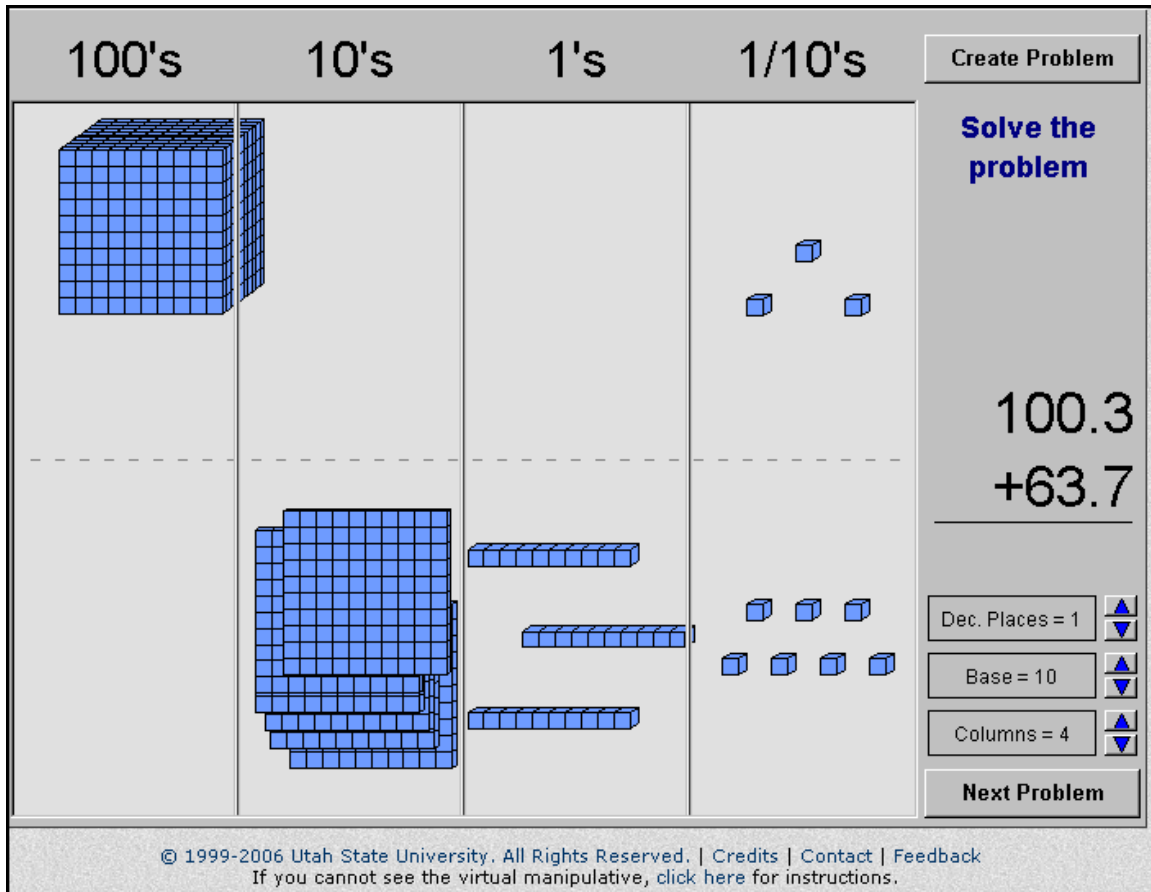 100's 10's 1's 1/10's Create Problem
Solve the
problem
100.3
+63.7
Dec. Places = 1
Base = 10
Columns = 4
Next Problem
© 1999-2006 Utah State University. All Rights Reserved. | Credits | Contact | Feedback
If you cannot see the virtual manipulative, click here for instructions.